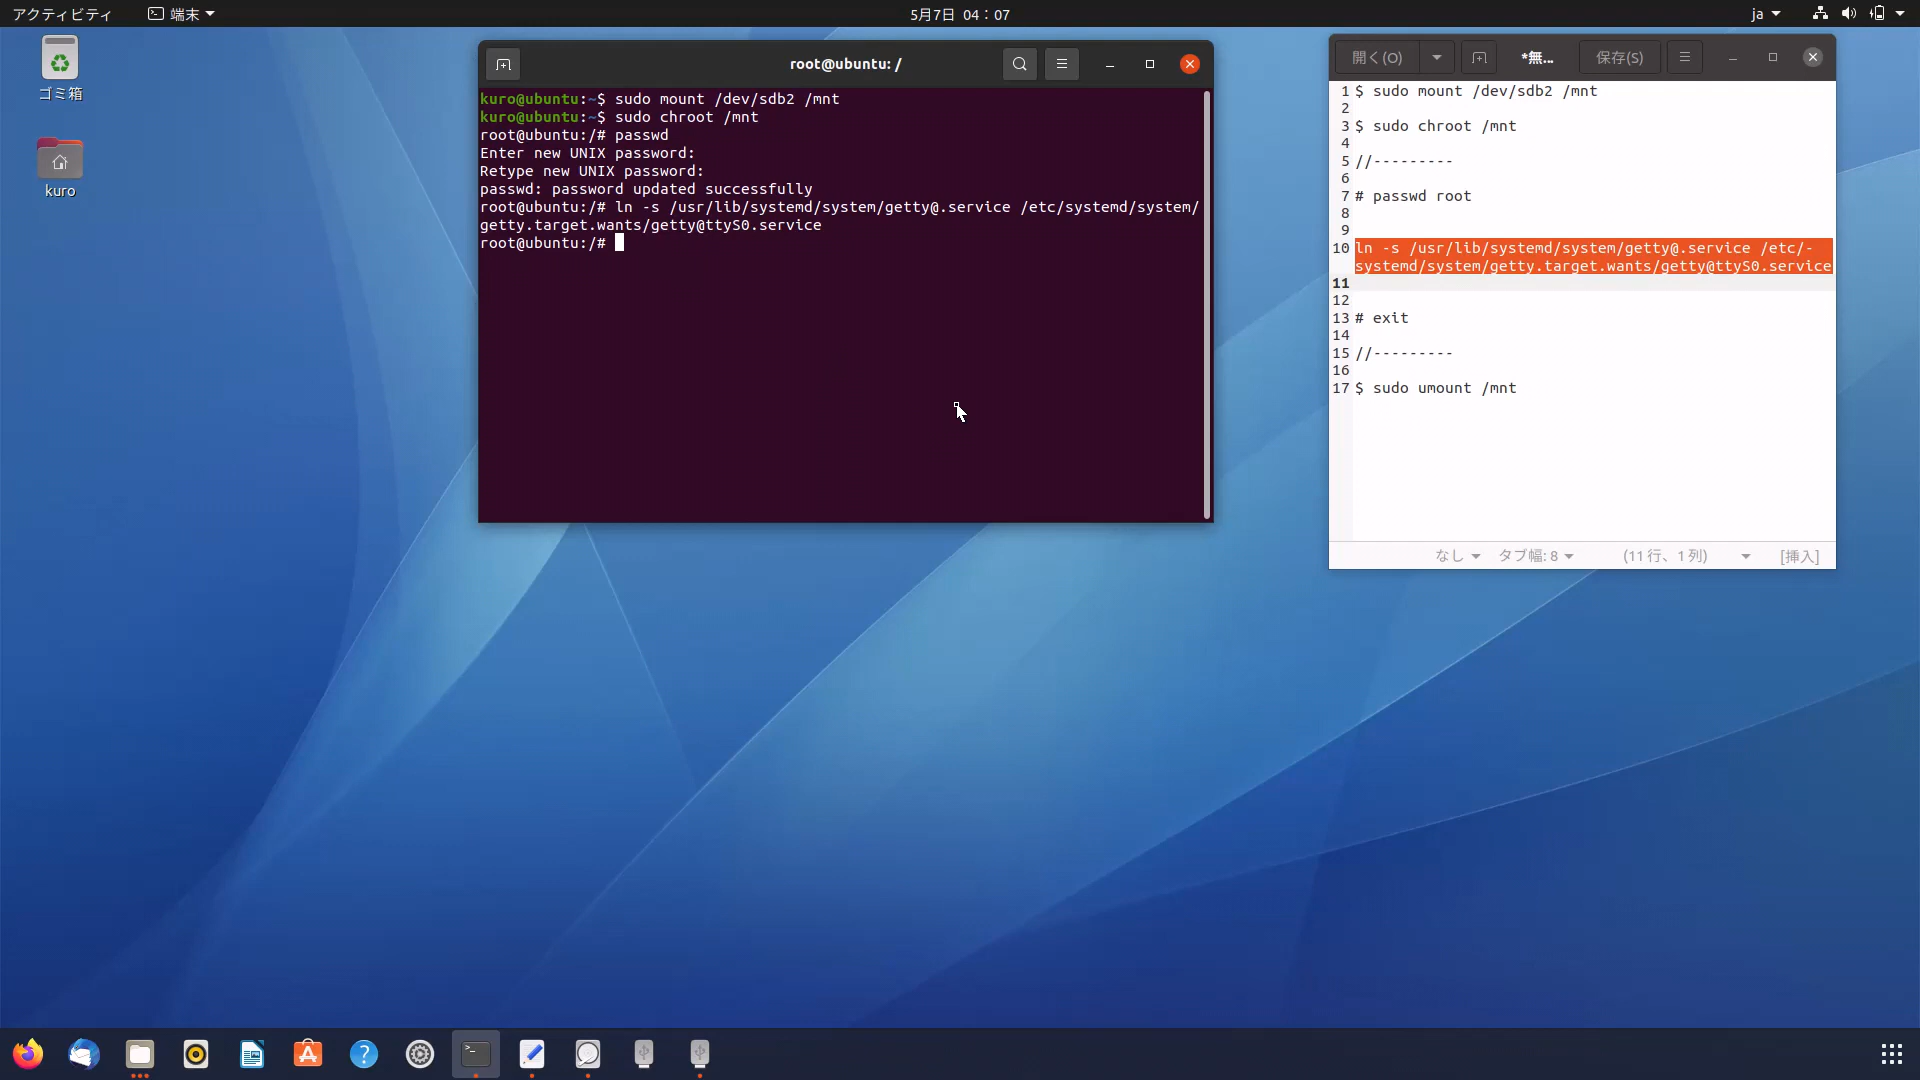 アクティビティ
端末
5月7日 04：07
ja
ゴミ箱
kuro
root@ubuntu: /
kuro@ubuntu:~$ sudo mount /dev/sdb2 /mnt
kuro@ubuntu:~$ sudo chroot /mnt
root@ubuntu:/# passwd
Enter new UNIX password:
Retype new UNIX password:
passwd: password updated successfully
root@ubuntu:/# ln -s /usr/lib/systemd/system/getty@.service /etc/systemd/system/
getty.target.wants/getty@ttyS0.service
root@ubuntu:/#
開く(O)
*無...
保存(S)
1 $ sudo mount /dev/sdb2 /mnt
2
3 $ sudo chroot /mnt
4
5 //---------
6
7 # passwd root
8
9
10 ln -s /usr/lib/systemd/system/getty@.service /etc/-
systemd/system/getty.target.wants/getty@ttyS0.service
11
12
13 # exit
14
15 //---------
16
17 $ sudo umount /mnt
なし
タブ幅: 8
(11 行、1 列)
[挿入]